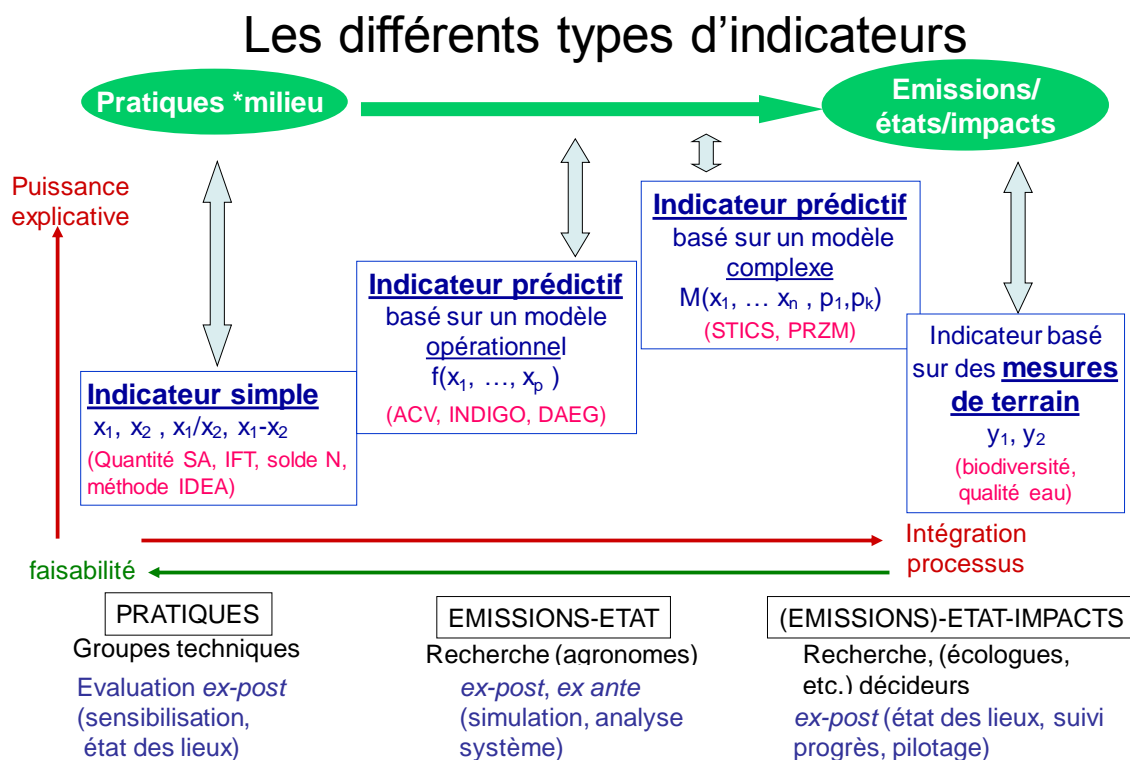 Les différents types d’indicateurs
Pratiques *milieu
Emissions/
états/impacts
Puissance
explicative
Indicateur simple
x1, x2 , x1/x2, x1-x2
(Quantité SA, IFT, solde N,
méthode IDEA)
Indicateur prédictif
basé sur un modèle
opérationnel
f(x1, …, xp )
(ACV, INDIGO, DAEG)
Indicateur prédictif
basé sur un modèle
complexe
M(x1, … xn , p1,pk)
(STICS, PRZM)
Indicateur basé
sur des mesures
de terrain
y1, y2
(biodiversité,
qualité eau)
Intégration
processus
faisabilité
PRATIQUES
Groupes techniques
Evaluation ex-post
(sensibilisation,
état des lieux)
EMISSIONS-ETAT
Recherche (agronomes)
ex-post, ex ante
(simulation, analyse
système)
(EMISSIONS)-ETAT-IMPACTS
Recherche, (écologues,
etc.) décideurs
ex-post (état des lieux, suivi
progrès, pilotage)